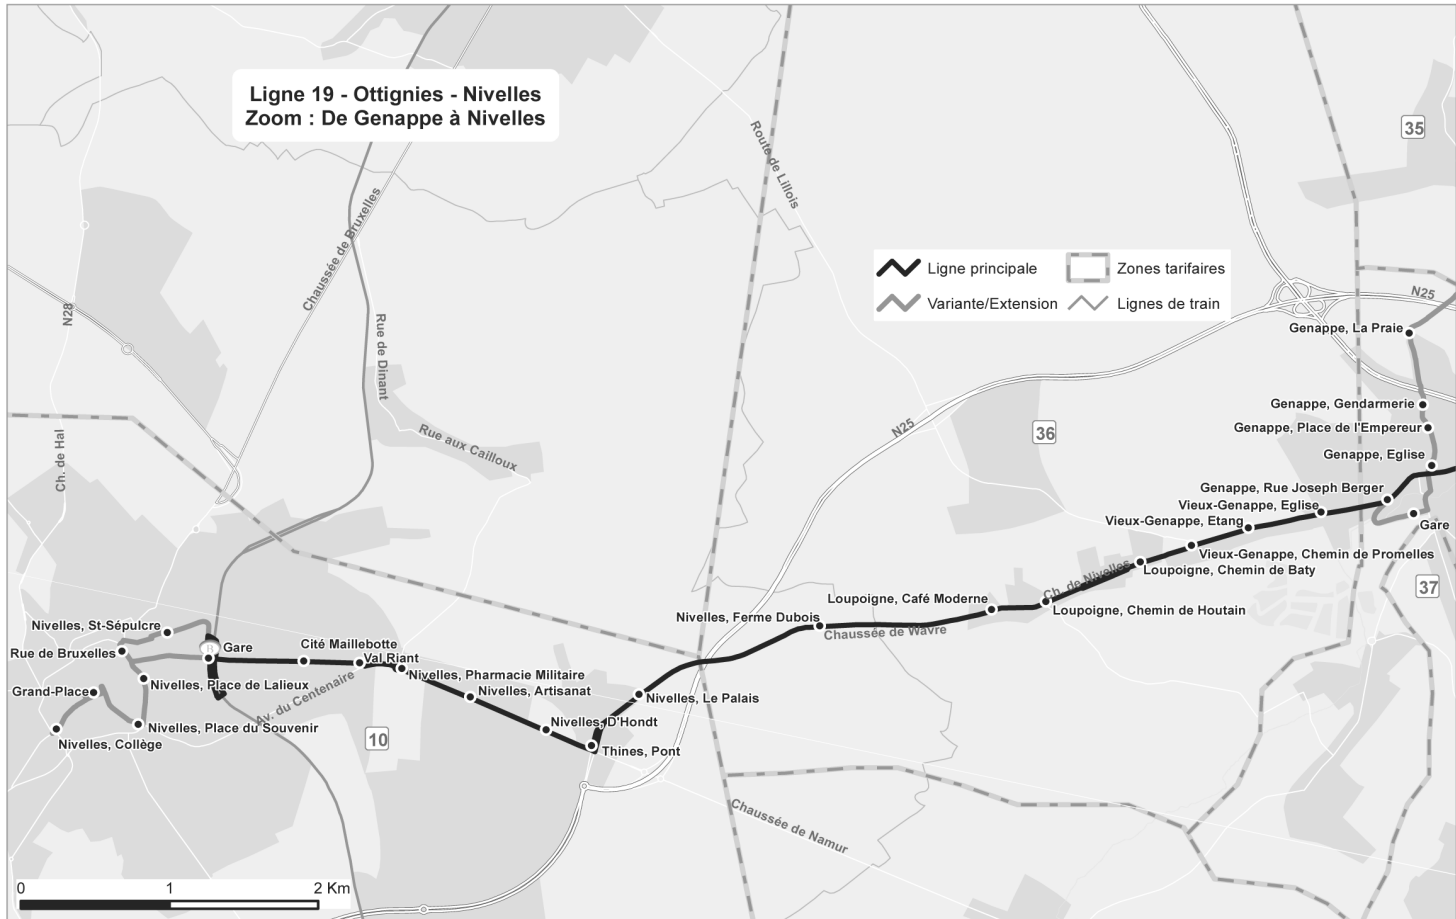 Ligne 19 - Ottignies - Nivelles
Zoom : De Genappe à Nivelles
35
Route de Lillois
Chaussée de Bruxelles
Ligne principale
Zones tarifaires
Variante/Extension
Lignes de train
N25
N28
Rue de Dinant
Genappe, La Praie
Genappe, Gendarmerie
Genappe, Place de l'Empereur
Genappe, Eglise
N25
36
Rue aux Cailloux
Ch. de Hal
Genappe, Rue Joseph Berger
Vieux-Genappe, Eglise
Vieux-Genappe, Etang
Gare
Vieux-Genappe, Chemin de Promelles
Loupoigne, Chemin de Baty
Ch. de Nivelles
37
Loupoigne, Café Moderne
Loupoigne, Chemin de Houtain
Nivelles, Ferme Dubois
Chaussée de Wavre
Nivelles, St-Sépulcre
Gare
Cité Maillebotte
Rue de Bruxelles
Val Riant
Nivelles, Pharmacie Militaire
Nivelles, Place de Lalieux
Grand-Place
Nivelles, Artisanat
Nivelles, Le Palais
Av. du Centenaire
Nivelles, Place du Souvenir
Nivelles, D'Hondt
Nivelles, Collège
10
Thines, Pont
Chaussée de Namur
0 1 2 Km